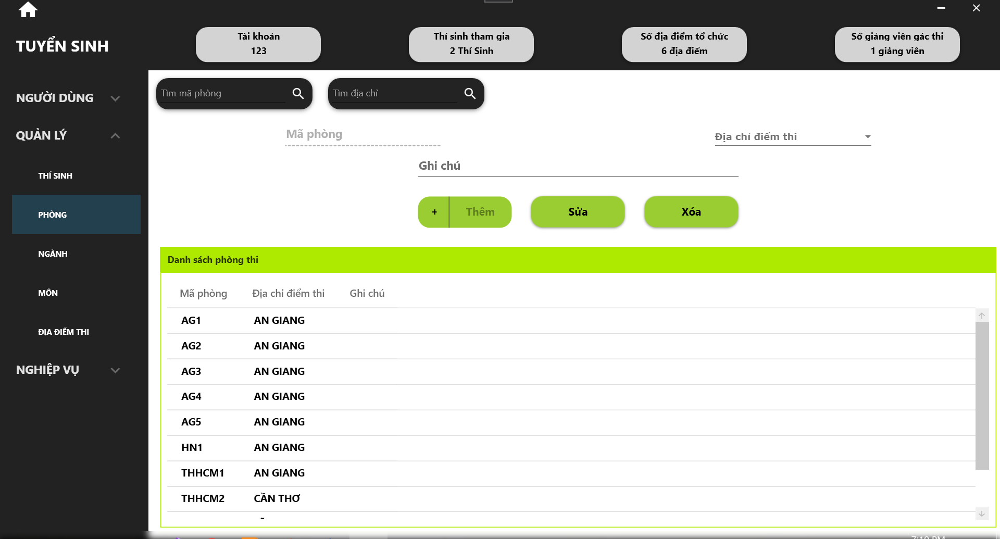 TUYỂN SINH
Tài khoản
123
Thí sinh tham gia
2 Thí Sinh
Số địa điểm tổ chức
6 địa điểm
Số giảng viên gác thi
1 giảng viên
NGƯỜI DÙNG
QUẢN LÝ
THÍ SINH
PHÒNG
NGÀNH
MÔN
ĐỊA ĐIỂM THI
NGHIỆP VỤ
Tìm mã phòng
Tìm địa chỉ
Mã phòng
Địa chỉ điểm thi
Ghi chú
+ Thêm
Sửa
Xóa
Danh sách phòng thi
Mã phòng Địa chỉ điểm thi Ghi chú
AG1 AN GIANG
AG2 AN GIANG
AG3 AN GIANG
AG4 AN GIANG
AG5 AN GIANG
HN1 AN GIANG
THHCM1 AN GIANG
THHCM2 CẦN THƠ